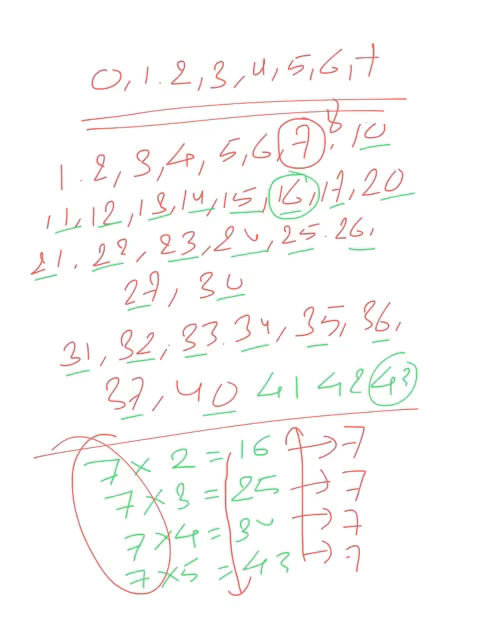 0, 1. 2, 3, 4, 5, 6, 7
1. 2, 3, 4, 5, 6, 7, 8, 10
11, 12, 13, 14, 15, 16, 17, 20
21, 22, 23, 24, 25. 26,
27, 30
31, 32, 33. 34, 35, 36,
37, 40 41 42 43
7 × 2 = 16 → 7
7 × 3 = 25 → 7
7 × 4 = 34 → 7
7 × 5 = 43 → 7